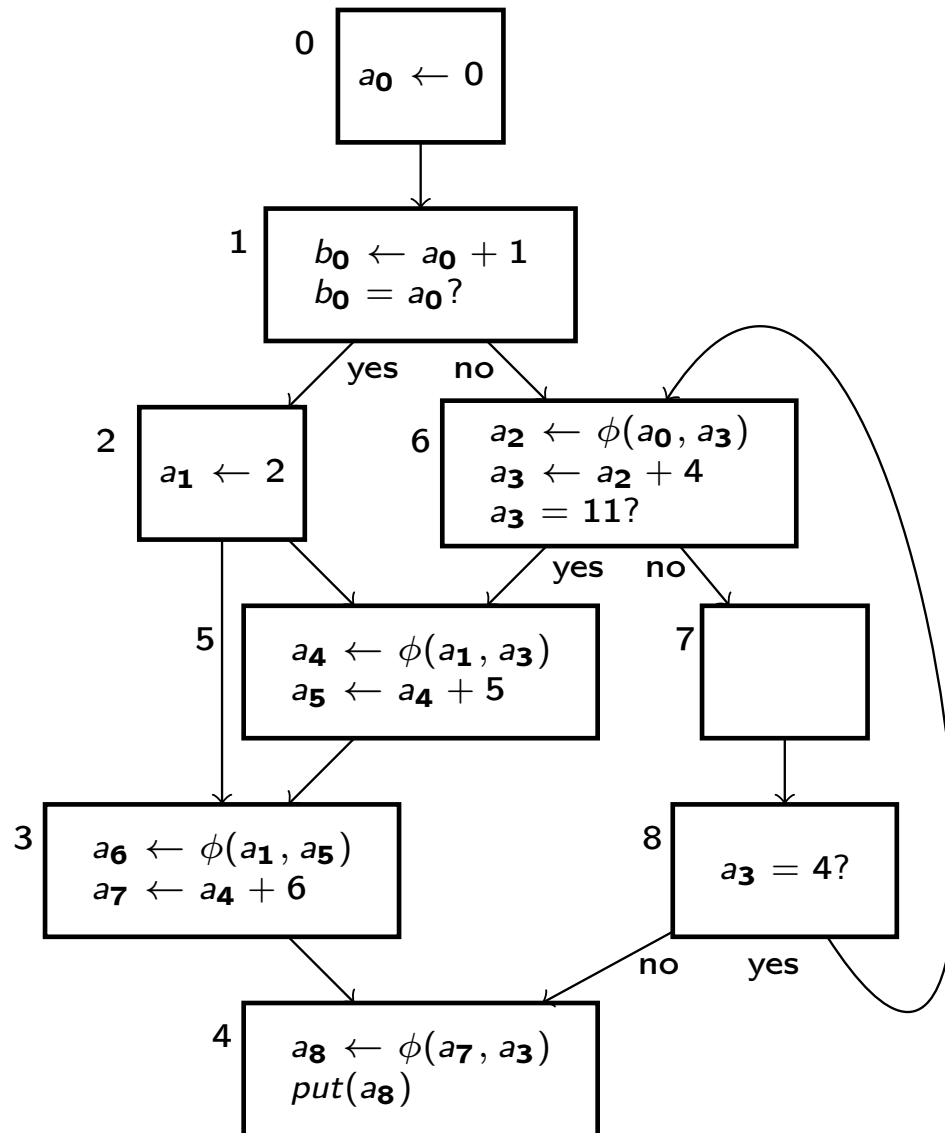 0
a₀ ← 0
1
b₀ ← a₀ + 1
b₀ = a₀?
yes no
2
a₁ ← 2
6
a₂ ← ϕ(a₀, a₃)
a₃ ← a₂ + 4
a₃ = 11?
yes no
5
a₄ ← ϕ(a₁, a₃)
a₅ ← a₄ + 5
7
3
a₆ ← ϕ(a₁, a₅)
a₇ ← a₄ + 6
8
a₃ = 4?
no yes
4
a₈ ← ϕ(a₇, a₃)
put(a₈)